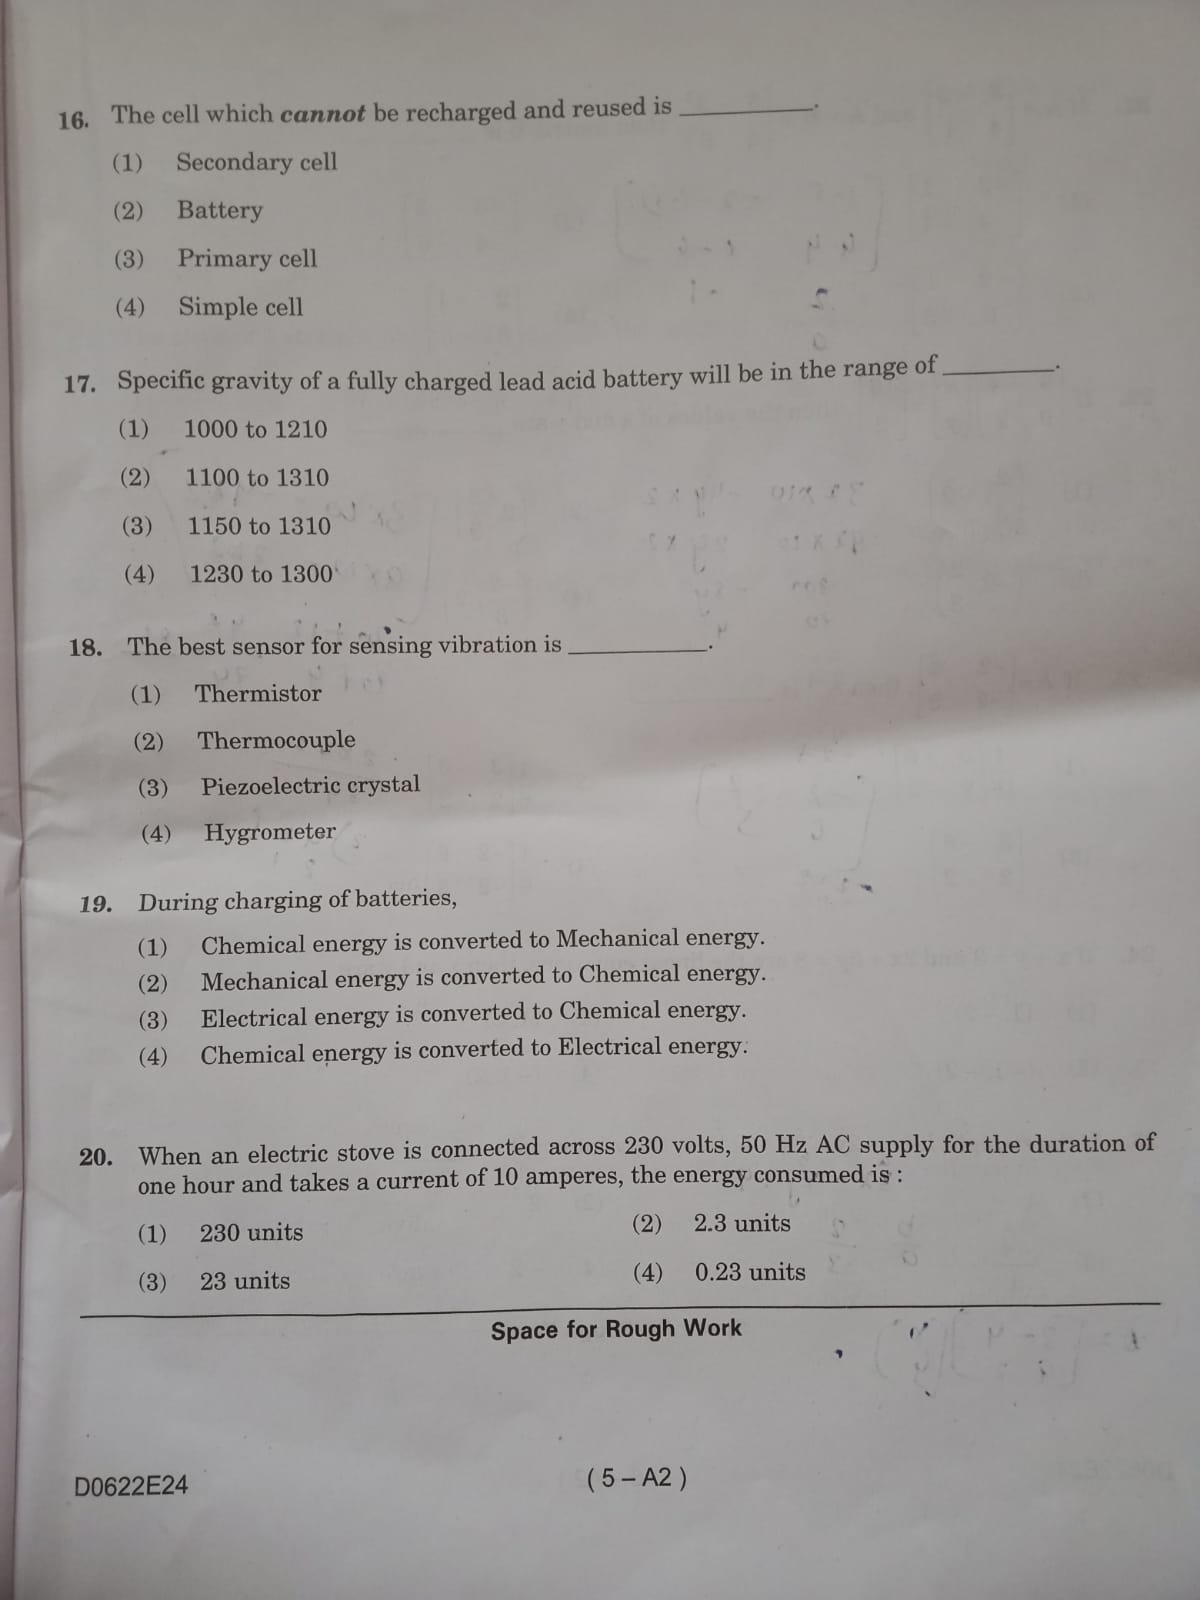 16. The cell which cannot be recharged and reused is ________.
(1) Secondary cell
(2) Battery
(3) Primary cell
(4) Simple cell
17. Specific gravity of a fully charged lead acid battery will be in the range of ________.
(1) 1000 to 1210
(2) 1100 to 1310
(3) 1150 to 1310
(4) 1230 to 1300
18. The best sensor for sensing vibration is ________.
(1) Thermistor
(2) Thermocouple
(3) Piezoelectric crystal
(4) Hygrometer
19. During charging of batteries,
(1) Chemical energy is converted to Mechanical energy.
(2) Mechanical energy is converted to Chemical energy.
(3) Electrical energy is converted to Chemical energy.
(4) Chemical energy is converted to Electrical energy.
20. When an electric stove is connected across 230 volts, 50 Hz AC supply for the duration of
one hour and takes a current of 10 amperes, the energy consumed is :
(1) 230 units (2) 2.3 units
(3) 23 units (4) 0.23 units
Space for Rough Work
D0622E24 ( 5 – A2 )